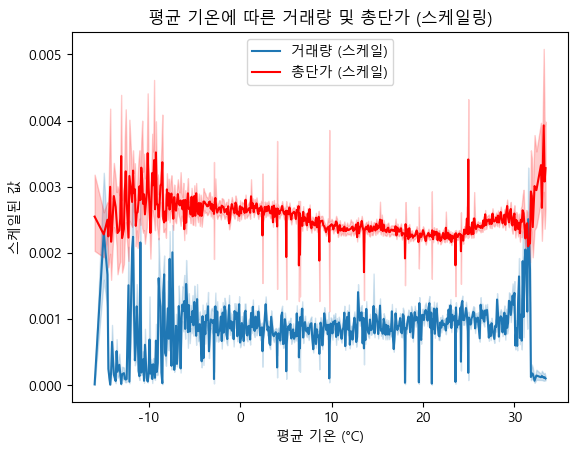 평균 기온에 따른 거래량 및 총단가 (스케일링)
거래량 (스케일)
총단가 (스케일)
스케일된 값
0.005
0.004
0.003
0.002
0.001
0.000
-10 0 10 20 30
평균 기온 (°C)